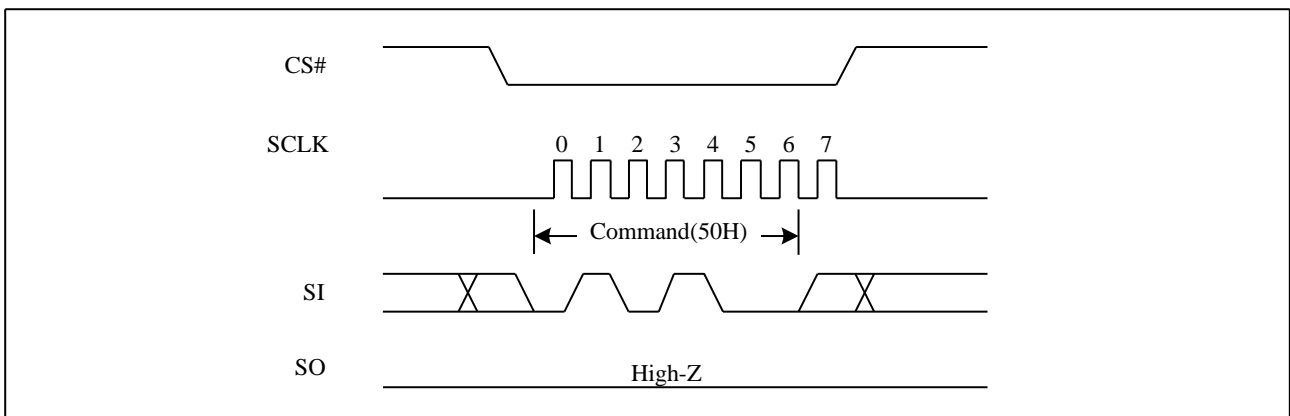 CS#
SCLK
0 1 2 3 4 5 6 7
Command(50H)
SI
SO
High-Z